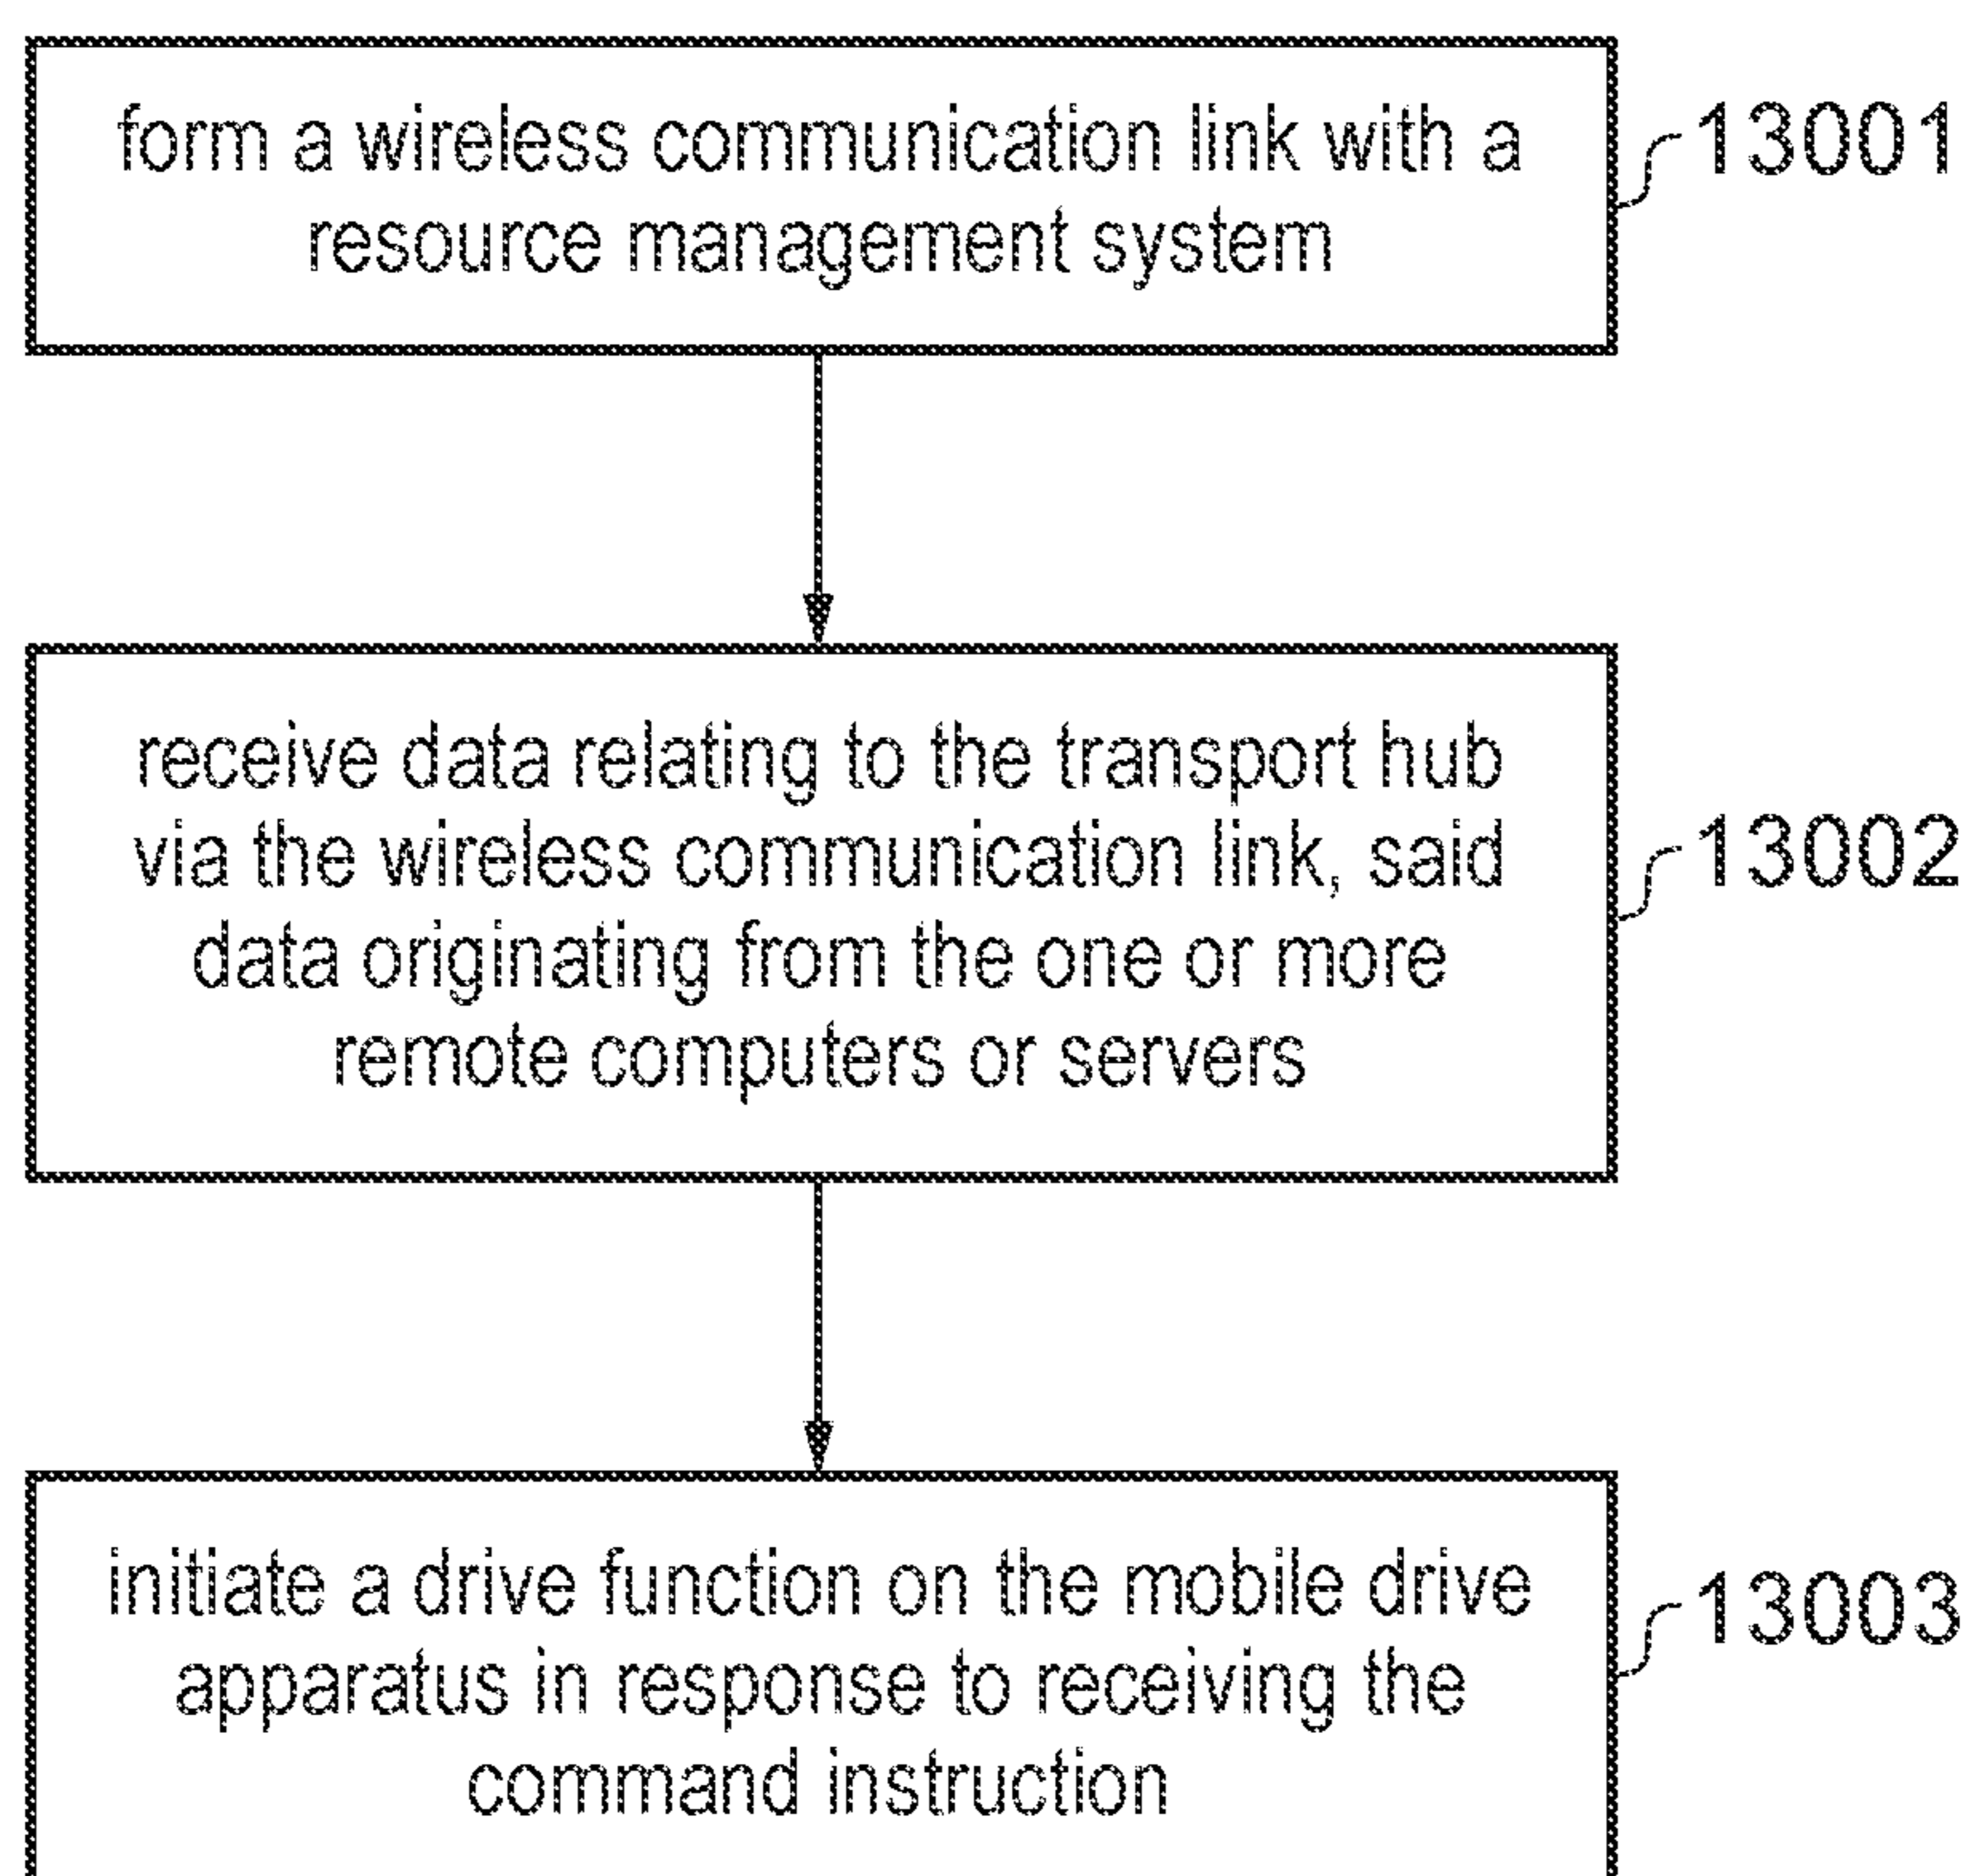 form a wireless communication link with a
resource management system
13001
receive data relating to the transport hub
via the wireless communication link, said
data originating from the one or more
remote computers or servers
13002
initiate a drive function on the mobile drive
apparatus in response to receiving the
command instruction
13003